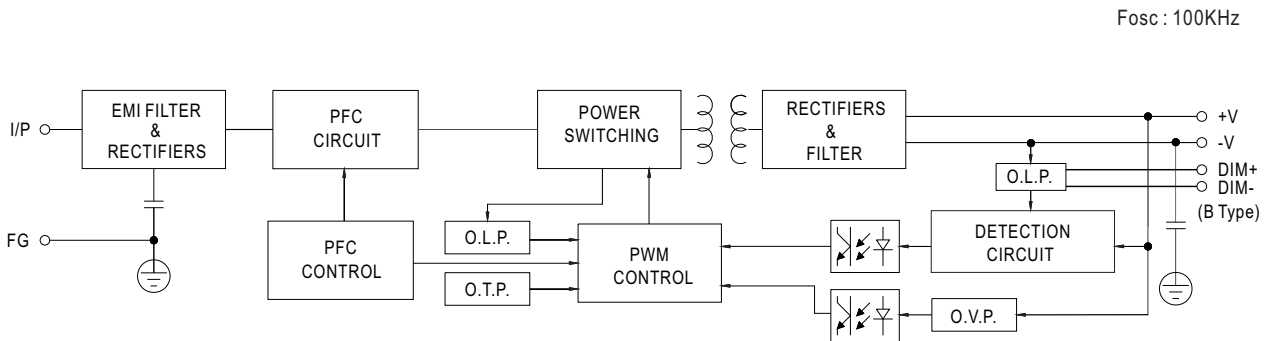 Fosc : 100KHz
I/P
EMI FILTER
&
RECTIFIERS
PFC
CIRCUIT
POWER
SWITCHING
RECTIFIERS
&
FILTER
+V
-V
DIM+
DIM-
(B Type)
O.L.P.
FG
PFC
CONTROL
O.L.P.
O.T.P.
PWM
CONTROL
DETECTION
CIRCUIT
O.V.P.